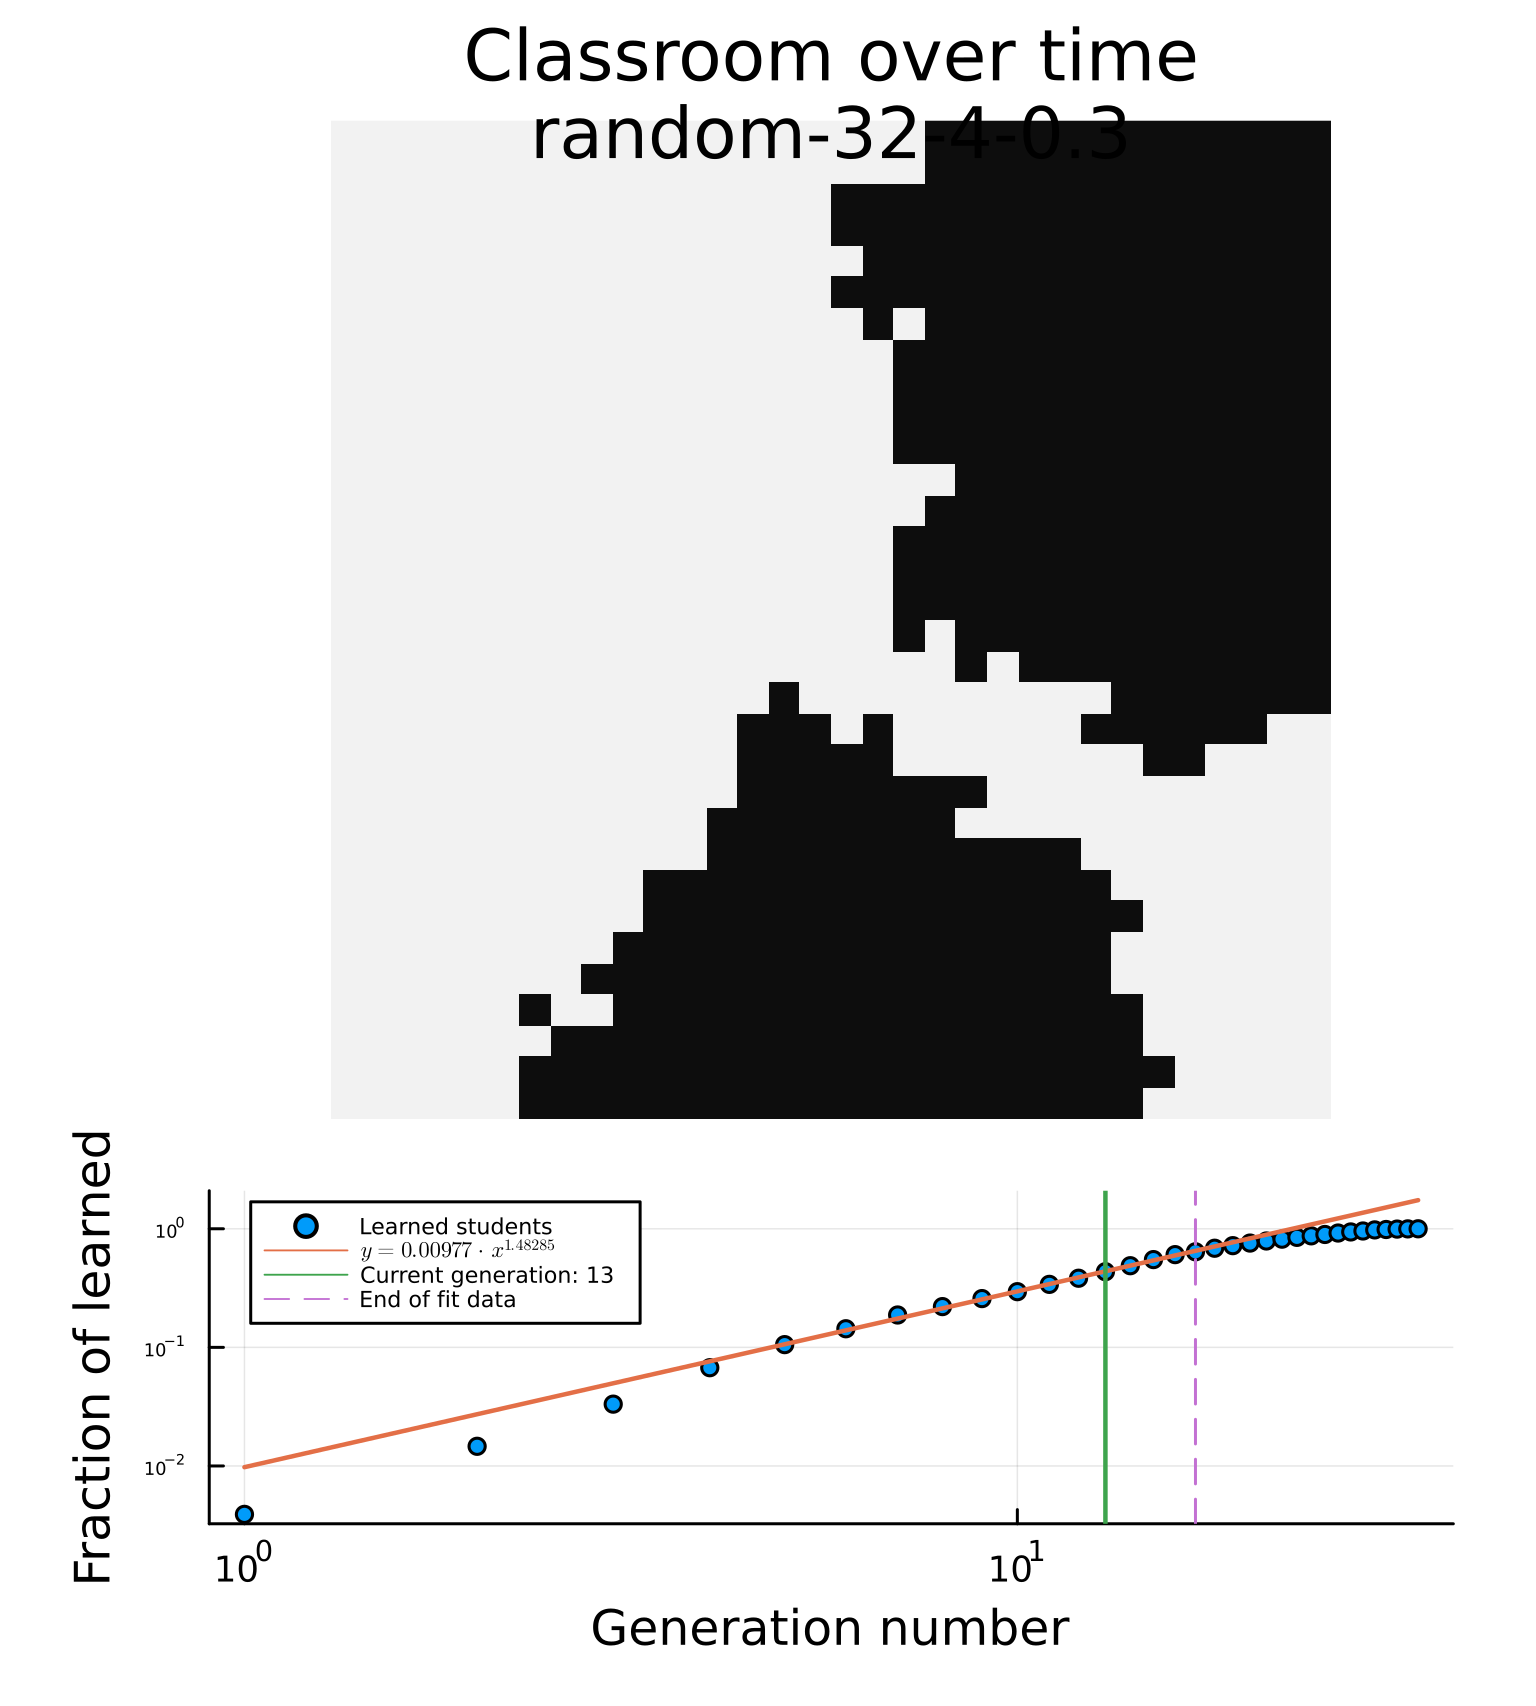 Classroom over time
random-32-4-0.3
Fraction of learned
10^0
10^-1
10^-2
Learned students
y = 0.00977 · x^1.48285
Current generation: 13
End of fit data
10^0
10^1
Generation number